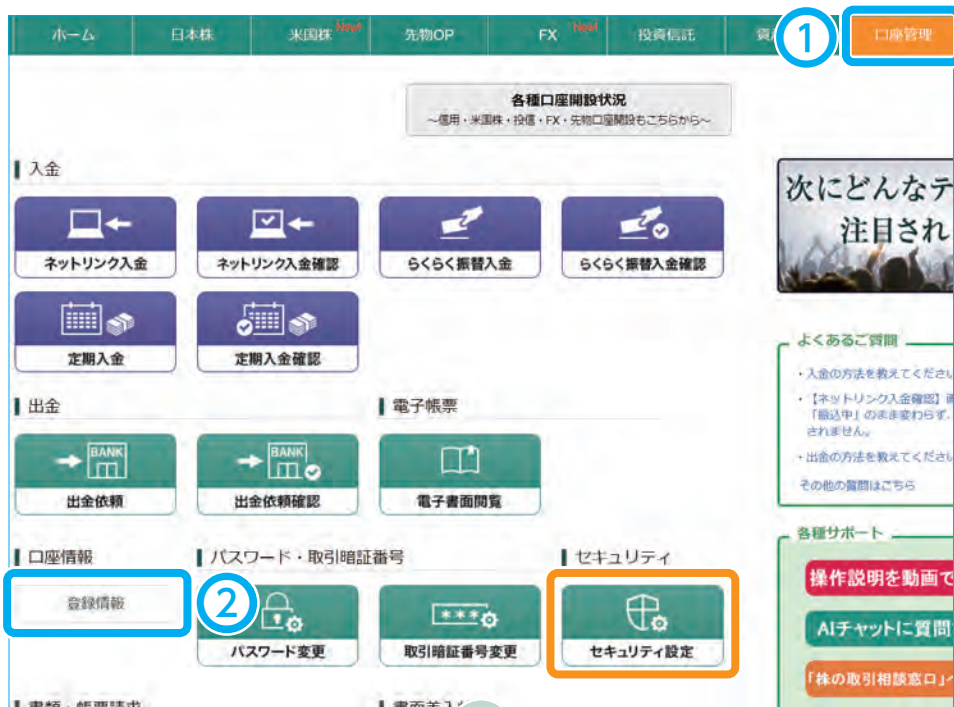 ホーム 日本株 米国株 New! 先物OP FX New! 投資信託 資 1 口座管理
各種口座開設状況
～信用・米国株・投信・FX・先物口座開設もこちらから～
入金
ネットリンク入金 ネットリンク入金確認 らくらく振替入金 らくらく振替入金確認
定期入金 定期入金確認
次にどんなテ
注目され
よくあるご質問
・入金の方法を教えてくださ
・【ネットリンク入金確認】
「振込中」のまま変わらず、
されません。
・出金の方法を教えてくださ
その他の質問はこちら
出金 電子帳票
BANK BANK
出金依頼 出金依頼確認 電子書面閲覧
口座情報 パスワード・取引暗証番号 セキュリティ
登録情報 2 ***
パスワード変更 取引暗証番号変更 セキュリティ設定
各種サポート
操作説明を動画で
AIチャットに質問
「株の取引相談窓口」へ
書類・帳票請求